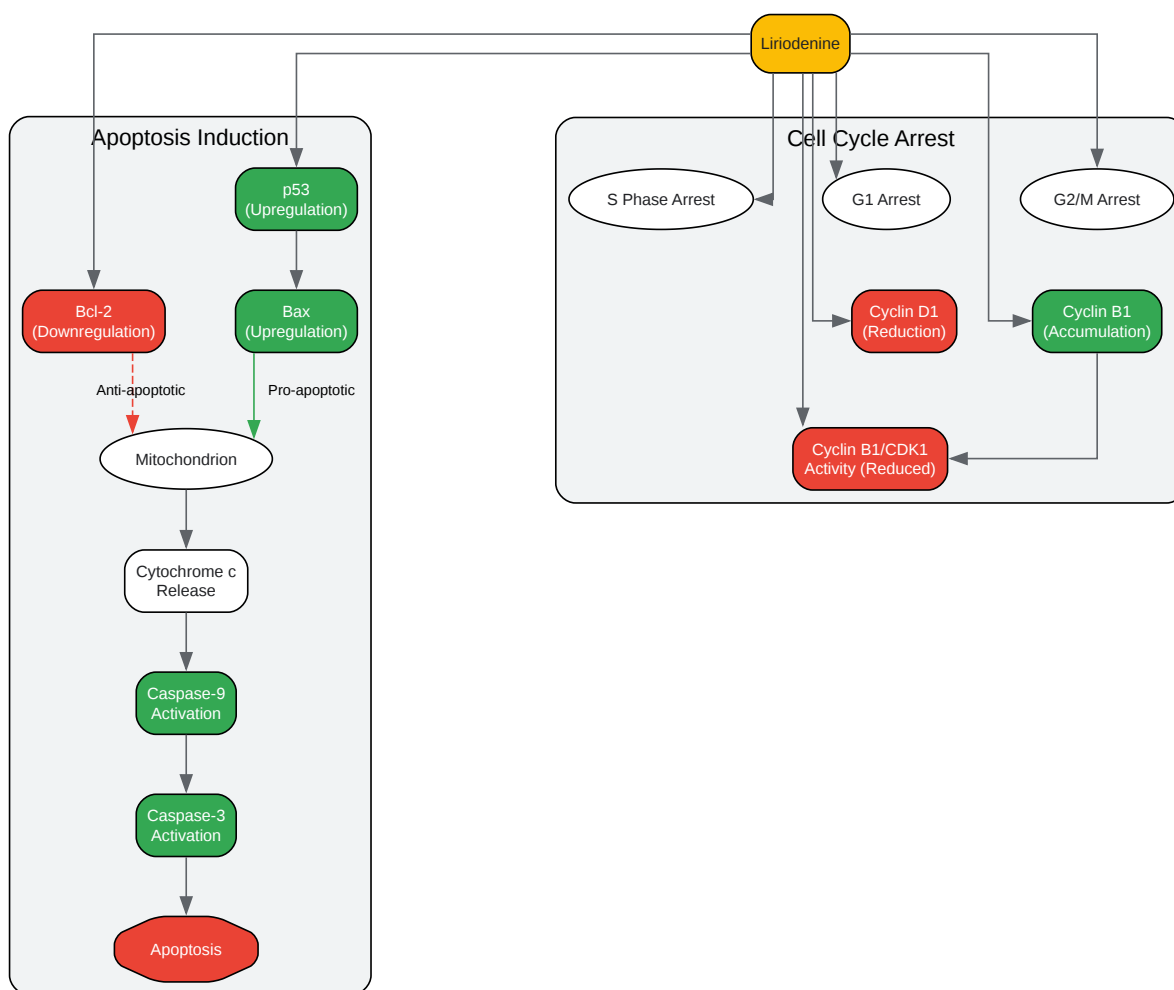 Liriodenine
Apoptosis Induction
p53
(Upregulation)
Bcl-2
(Downregulation)
Bax
(Upregulation)
Anti-apoptotic
Pro-apoptotic
Mitochondrion
Cytochrome c
Release
Caspase-9
Activation
Caspase-3
Activation
Apoptosis
Cell Cycle Arrest
S Phase Arrest
G1 Arrest
G2/M Arrest
Cyclin D1
(Reduction)
Cyclin B1
(Accumulation)
Cyclin B1/CDK1
Activity (Reduced)